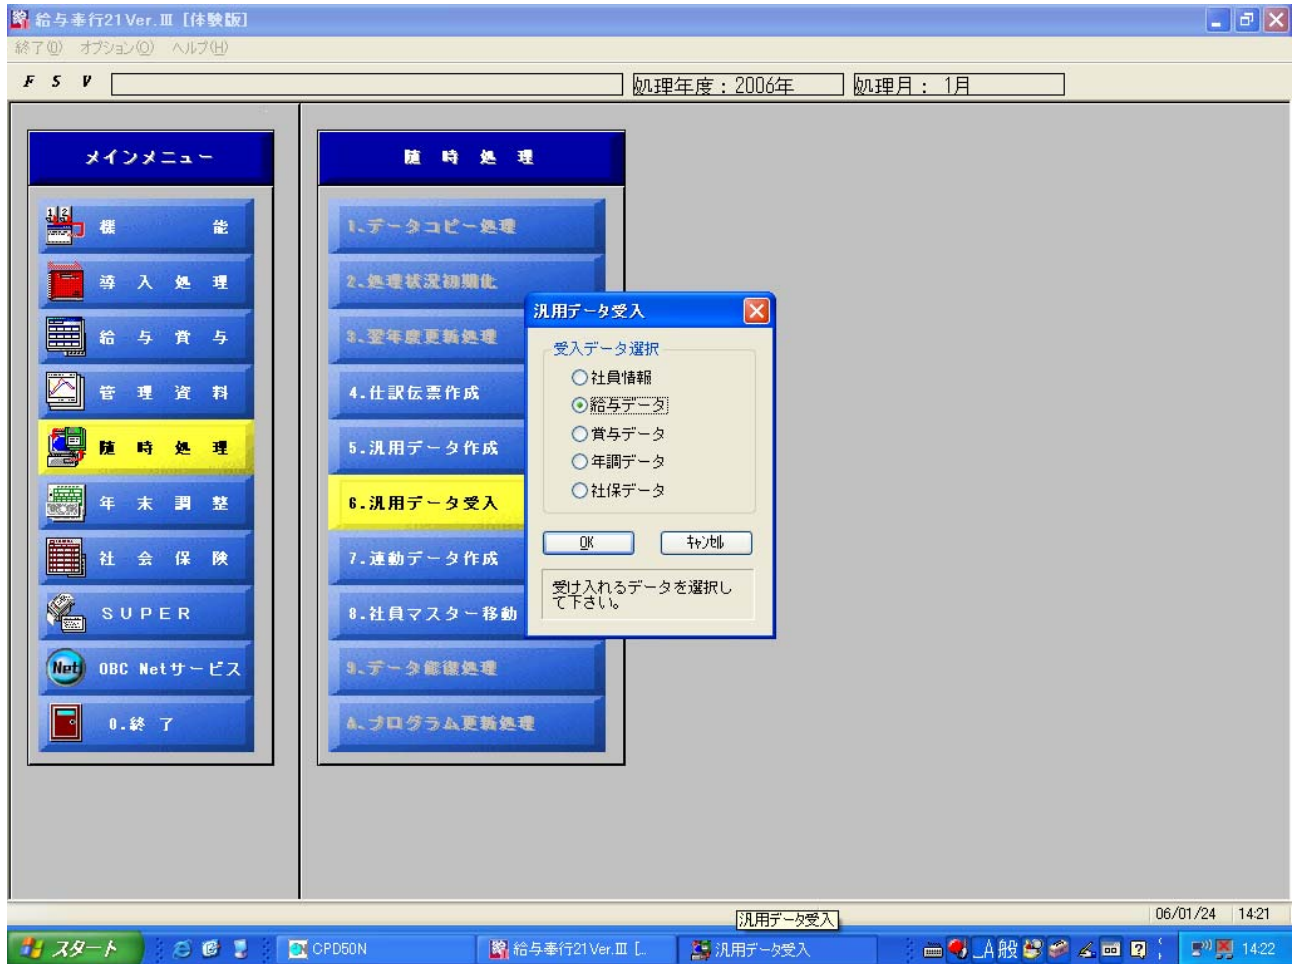 給与奉行21Ver.Ⅲ [体験版]
終了(0) オプション(O) ヘルプ(H)
F S V 処理年度：2006年 処理月： 1月
メインメニュー
機 能
導 入 処 理
給 与 賞 与
管 理 資 料
随 時 処 理
年 末 調 整
社 会 保 険
S U P E R
Net OBC Netサービス
0.終 了
随 時 処 理
1.データコピー処理
2.処理状況初期化
3.翌年度更新処理
4.仕訳伝票作成
5.汎用データ作成
6.汎用データ受入
7.連動データ作成
8.社員マスター移動
9.データ修復処理
A.プログラム更新処理
汎用データ受入
受入データ選択
社員情報
給与データ
賞与データ
年調データ
社保データ
OK キャンセル
受け入れるデータを選択し
て下さい。
汎用データ受入
06/01/24 14:21
スタート CPD50N 給与奉行21Ver.Ⅲ [... 汎用データ受入 A 般 14:22